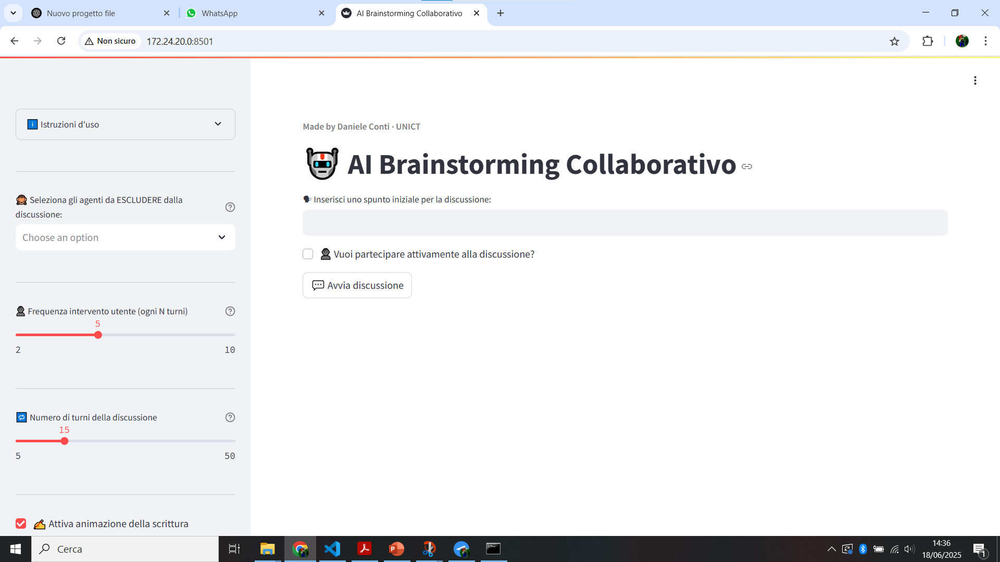 Nuovo progetto file
WhatsApp
AI Brainstorming Collaborativo
Non sicuro
172.24.20.0:8501
Istruzioni d'uso
Seleziona gli agenti da ESCLUDERE dalla
discussione:
Choose an option
Frequenza intervento utente (ogni N turni)
5
2
10
Numero di turni della discussione
15
5
50
Attiva animazione della scrittura
Made by Daniele Conti · UNICT
AI Brainstorming Collaborativo
Inserisci uno spunto iniziale per la discussione:
Vuoi partecipare attivamente alla discussione?
Avvia discussione
Cerca
14:36
18/06/2025
1